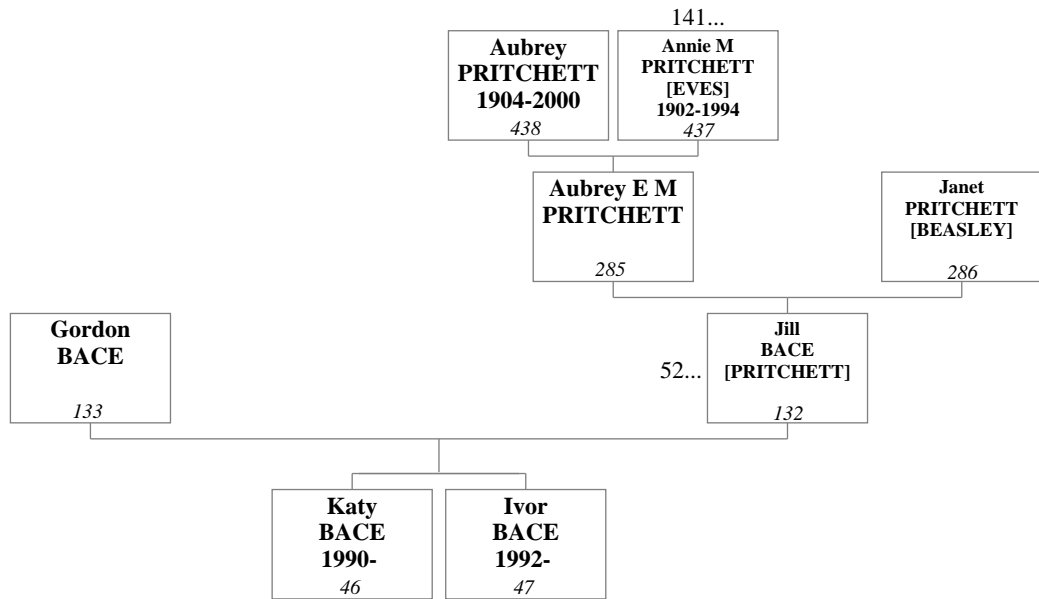 141...
Aubrey
PRITCHETT
1904-2000
438
Annie M
PRITCHETT
[EVES]
1902-1994
437
Aubrey E M
PRITCHETT
285
Janet
PRITCHETT
[BEASLEY]
286
Gordon
BACE
133
52...
Jill
BACE
[PRITCHETT]
132
Katy
BACE
1990-
46
Ivor
BACE
1992-
47